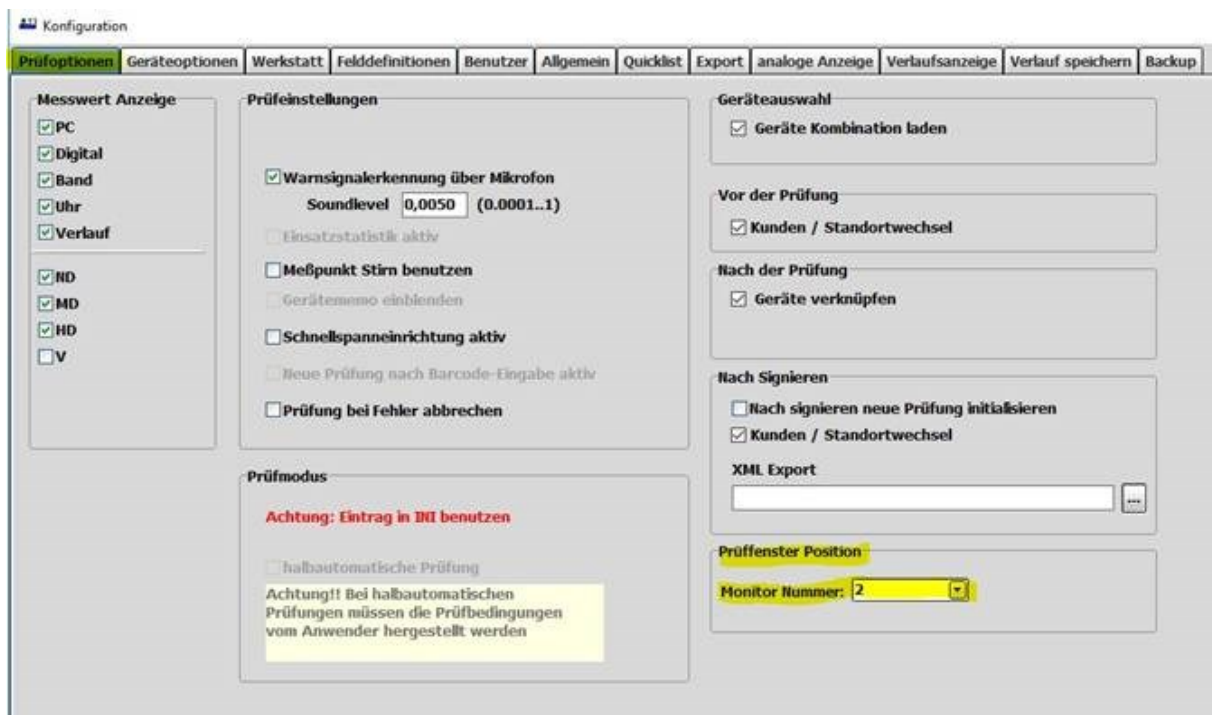 Konfiguration
Prüfoptionen Geräteoptionen Werkstatt Felddefinitionen Benutzer Allgemein Quicklist Export analoge Anzeige Verlaufsanzeige Verlauf speichern Backup
Messwert Anzeige
PC
Digital
Band
Uhr
Verlauf
ND
MD
HD
V
Prüfeinstellungen
Warnsignalerkennung über Mikrofon
Soundlevel 0,0050 (0.0001..1)
Einsatzstatistik aktiv
Meßpunkt Stirn benutzen
Gerätememo einblenden
Schnellspanneinrichtung aktiv
Neue Prüfung nach Barcode-Eingabe aktiv
Prüfung bei Fehler abbrechen
Prüfmodus
Achtung: Eintrag in INI benutzen
halbautomatische Prüfung
Achtung!! Bei halbautomatischen
Prüfungen müssen die Prüfbedingungen
vom Anwender hergestellt werden
Geräteauswahl
Geräte Kombination laden
Vor der Prüfung
Kunden / Standortwechsel
Nach der Prüfung
Geräte verknüpfen
Nach Signieren
Nach signieren neue Prüfung initialisieren
Kunden / Standortwechsel
XML Export
...
Prüffenster Position
Monitor Nummer: 2